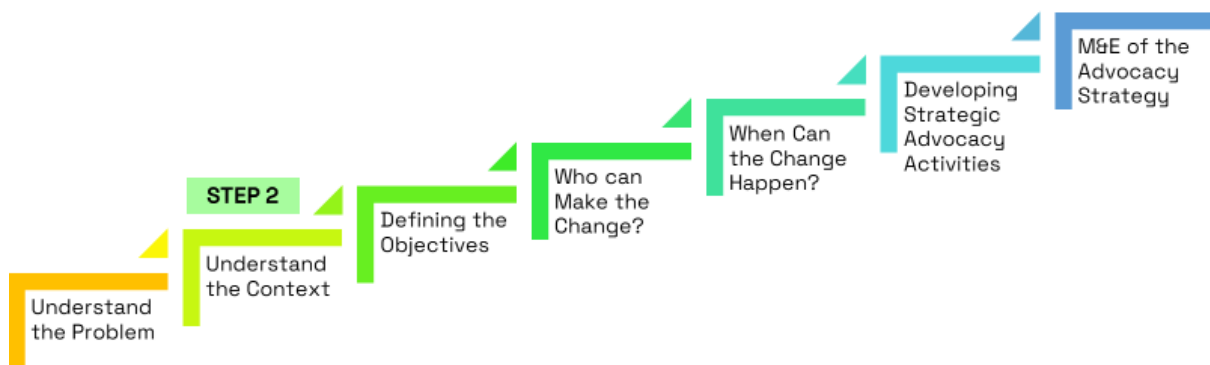 Understand
the Problem
STEP 2
Understand
the Context
Defining the
Objectives
Who can
Make the
Change?
When Can
the Change
Happen?
Developing
Strategic
Advocacy
Activities
M&E of the
Advocacy
Strategy